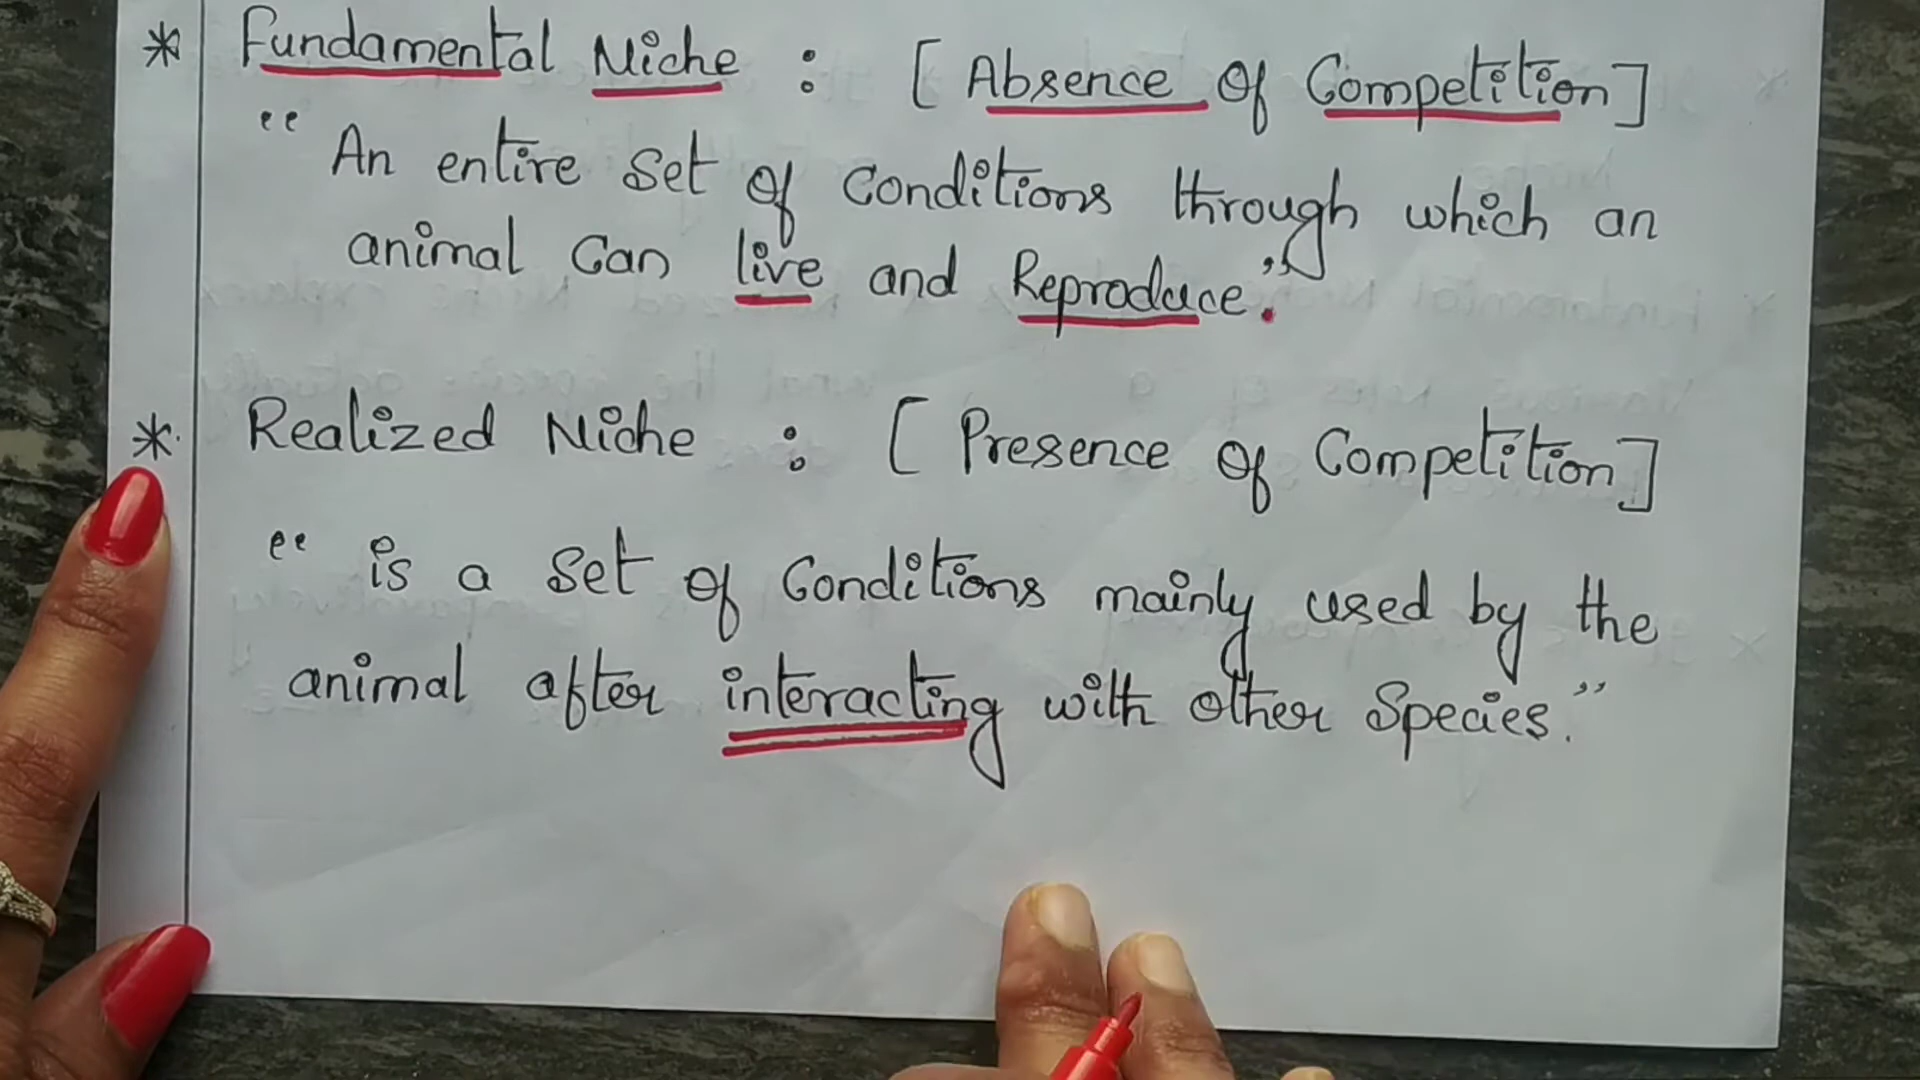 * Fundamental Niche : [ Absence of Competition ]
" An entire set of conditions through which an
animal can live and Reproduce."
* Realized Niche : [ Presence of Competition ]
" is a set of conditions mainly used by the
animal after interacting with other species."